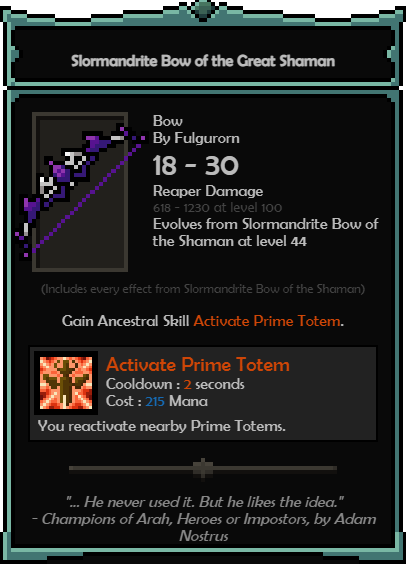 Slormandrite Bow of the Great Shaman
Bow
By Fulgurorn
18 - 30
Reaper Damage
618 - 1230 at level 100
Evolves from Slormandrite Bow of
the Shaman at level 44
(Includes every effect from Slormandrite Bow of the Shaman)
Gain Ancestral Skill Activate Prime Totem.
Activate Prime Totem
Cooldown : 2 seconds
Cost : 215 Mana
You reactivate nearby Prime Totems.
"... He never used it. But he likes the idea."
- Champions of Arah, Heroes or Impostors, by Adam
Nostrus